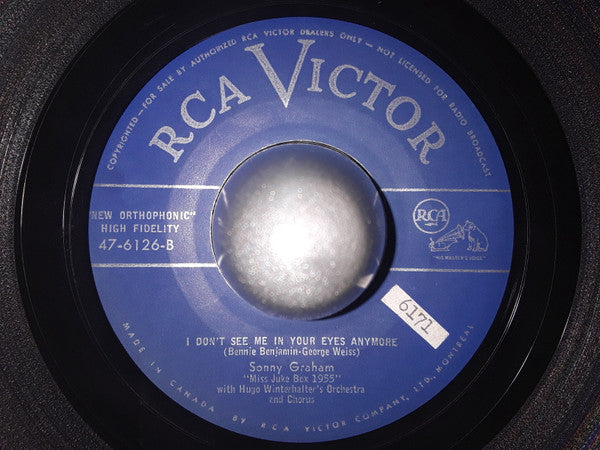 COPYRIGHTED—FOR SALE BY AUTHORIZED RCA VICTOR DEALERS ONLY — NOT LICENSED FOR RADIO BROADCAST
RCA VICTOR
"NEW ORTHOPHONIC"
HIGH FIDELITY
47-6126-B
RCA
"HIS MASTER'S VOICE"
6171
I DON'T SEE ME IN YOUR EYES ANYMORE
(Bennie Benjamin-George Weiss)
Sonny Graham
"Miss Juke Box 1955"
with Hugo Winterhalter's Orchestra
and Chorus
MADE IN CANADA BY RCA VICTOR COMPANY, LTD. MONTREAL